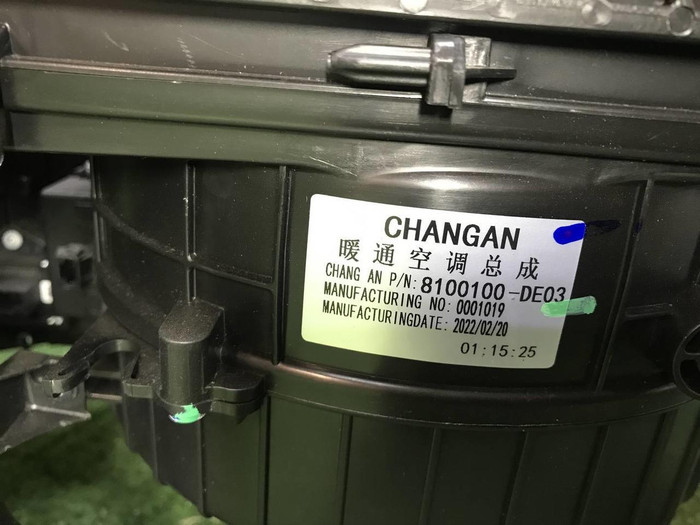 CHANGAN
暖通空调总成
CHANG AN P/N: 8100100-DE03
MANUFACTURING NO: 0001019
MANUFACTURINGDATE: 2022/02/20
01:15:25